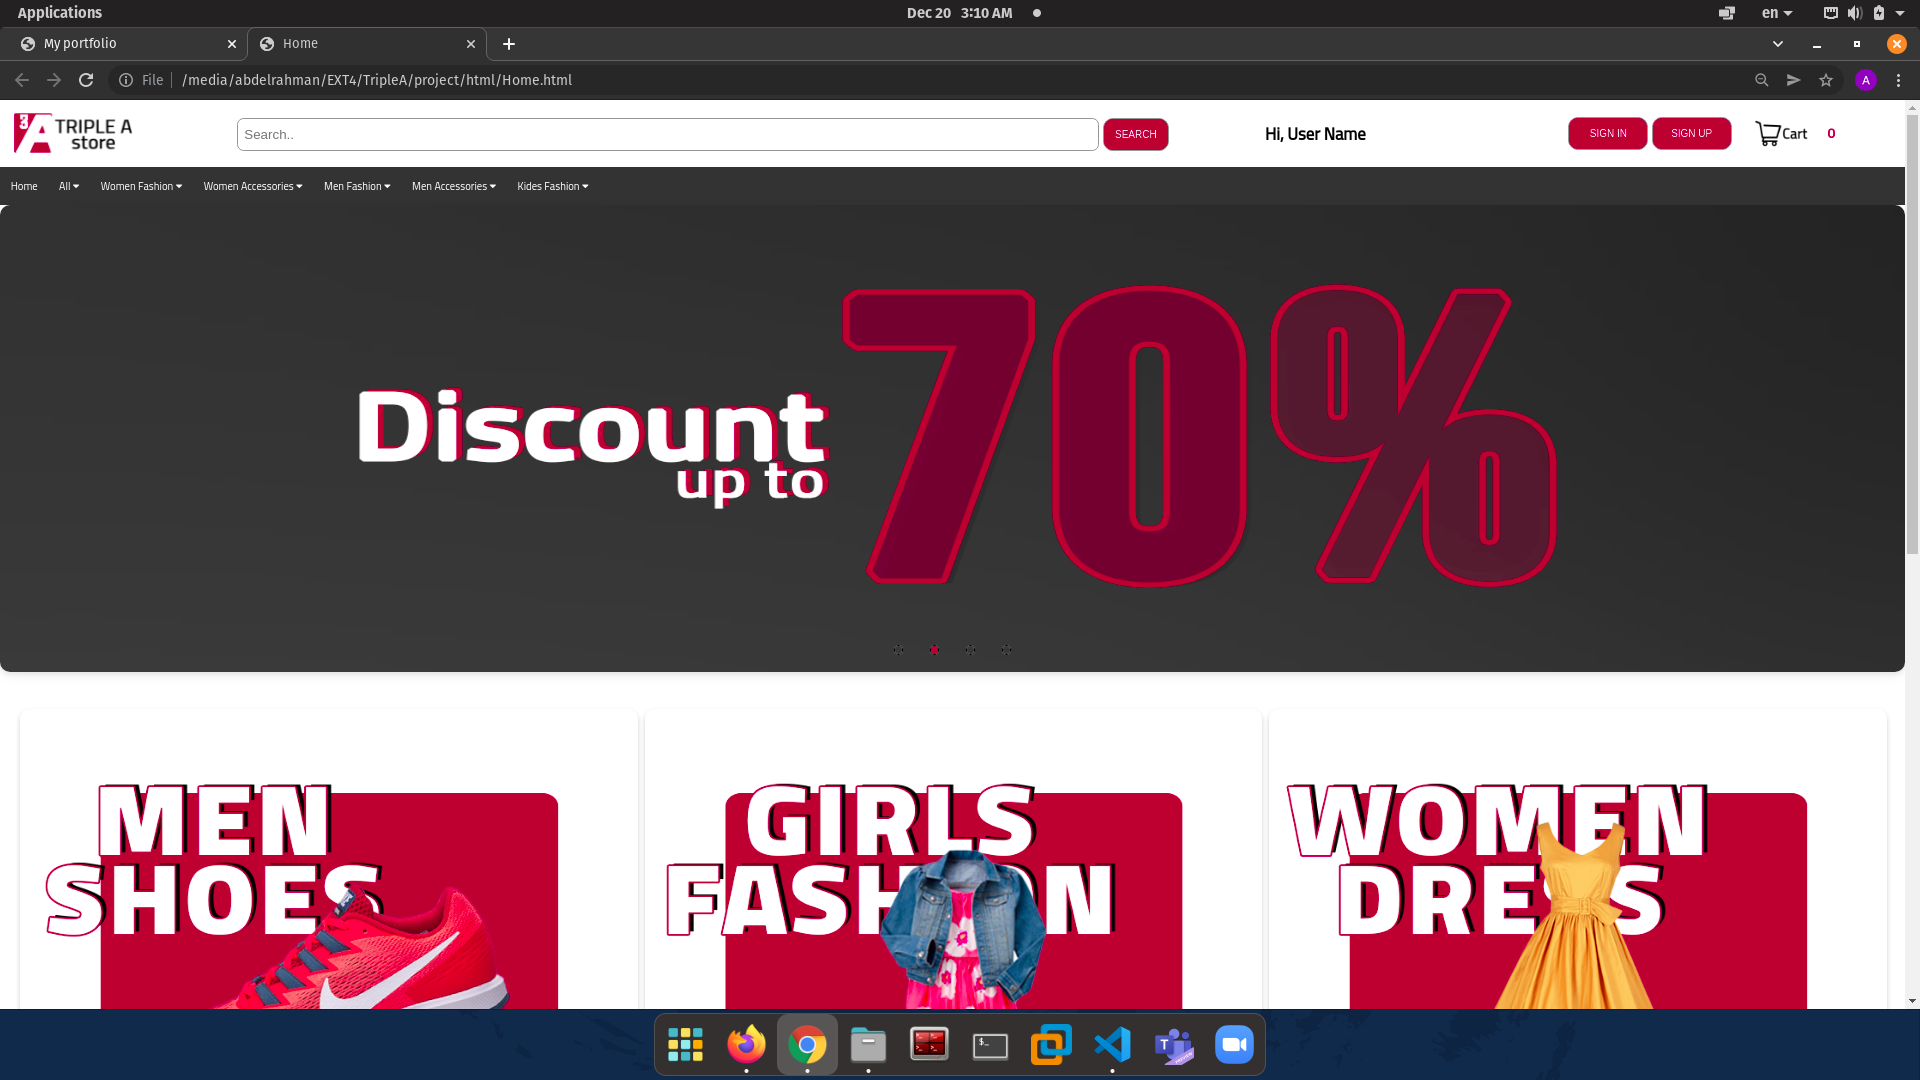 Applications
Dec 20 3:10 AM
en
My portfolio
Home
File
/media/abdelrahman/EXT4/TripleA/project/html/Home.html
A
3 A TRIPLE A
store
Search..
SEARCH
Hi, User Name
SIGN IN
SIGN UP
Cart
0
Home
All
Women Fashion
Women Accessories
Men Fashion
Men Accessories
Kides Fashion
Discount
up to
70%
MEN
SHOES
GIRLS
FASHION
WOMEN
DRESS
$_
T